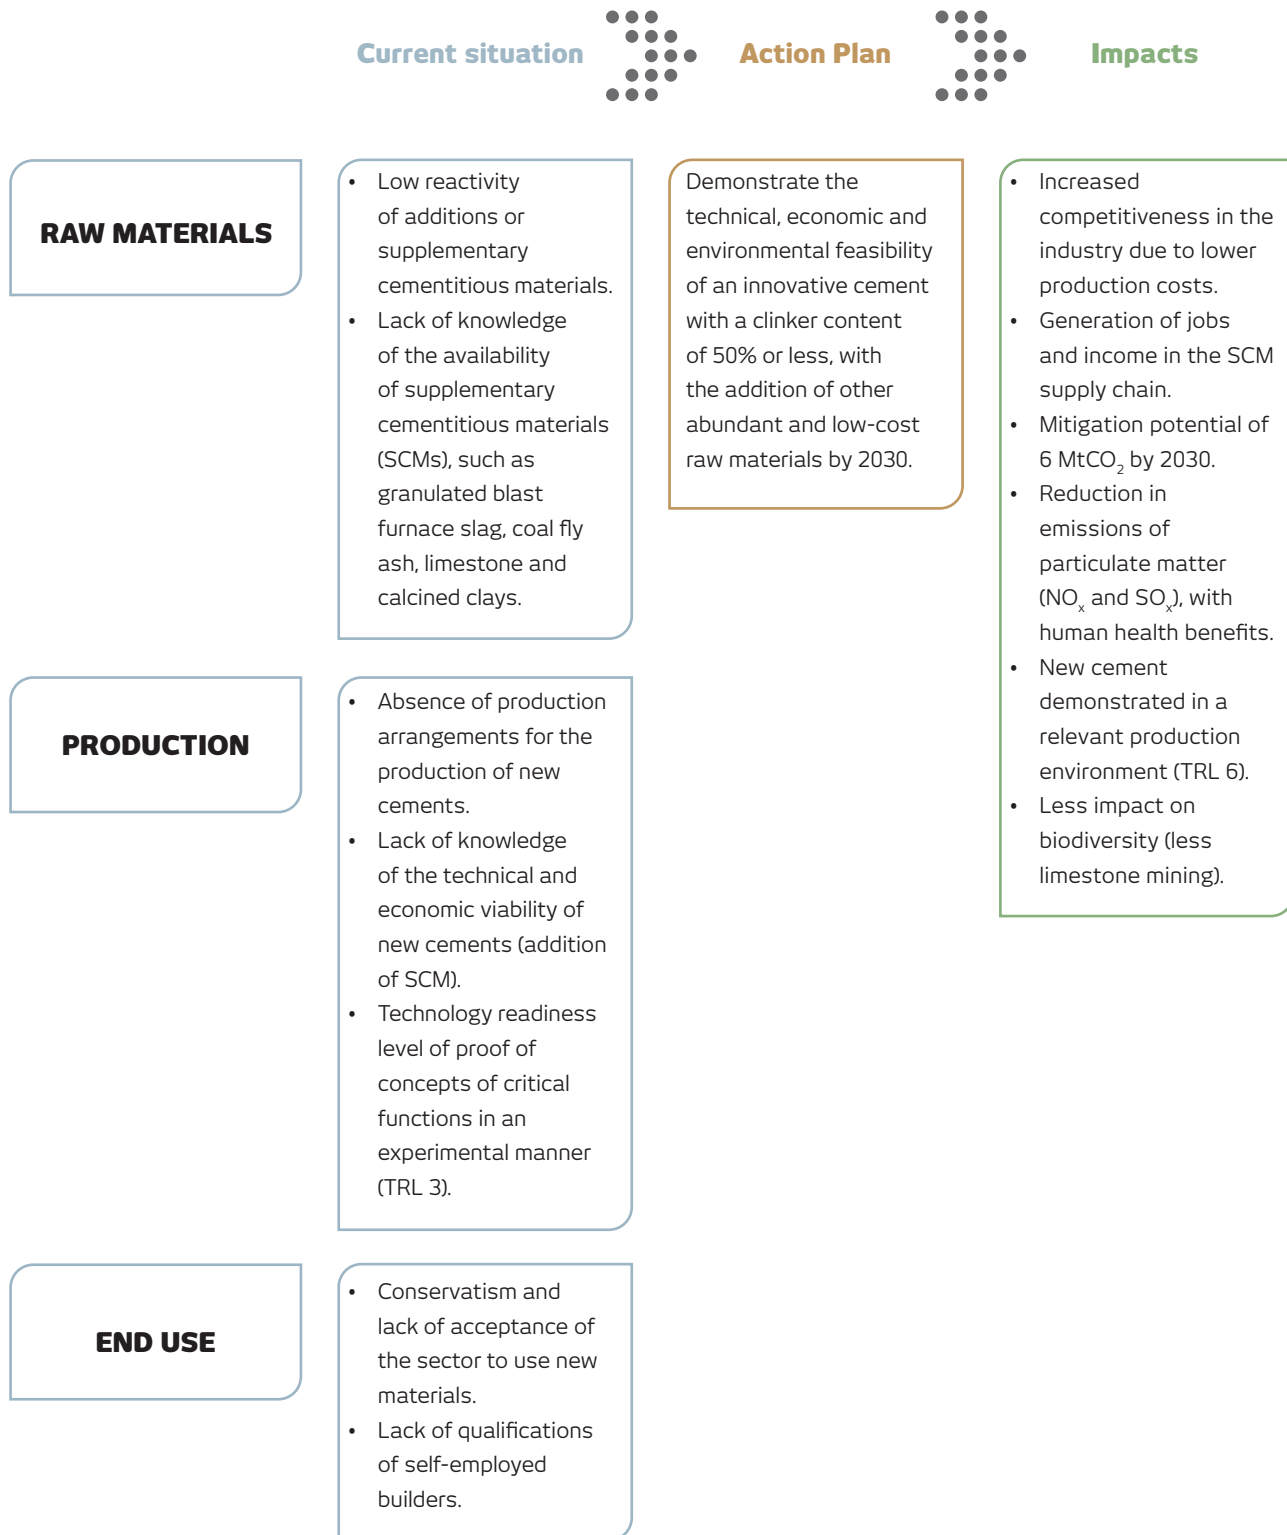 Current situation
Action Plan
Impacts
RAW MATERIALS
• Low reactivity
of additions or
supplementary
cementitious materials.
• Lack of knowledge
of the availability
of supplementary
cementitious materials
(SCMs), such as
granulated blast
furnace slag, coal fly
ash, limestone and
calcined clays.
Demonstrate the
technical, economic and
environmental feasibility
of an innovative cement
with a clinker content
of 50% or less, with
the addition of other
abundant and low-cost
raw materials by 2030.
• Increased
competitiveness in the
industry due to lower
production costs.
• Generation of jobs
and income in the SCM
supply chain.
• Mitigation potential of
6 MtCO₂ by 2030.
• Reduction in
emissions of
particulate matter
(NOₓ and SOₓ), with
human health benefits.
• New cement
demonstrated in a
relevant production
environment (TRL 6).
• Less impact on
biodiversity (less
limestone mining).
PRODUCTION
• Absence of production
arrangements for the
production of new
cements.
• Lack of knowledge
of the technical and
economic viability of
new cements (addition
of SCM).
• Technology readiness
level of proof of
concepts of critical
functions in an
experimental manner
(TRL 3).
END USE
• Conservatism and
lack of acceptance of
the sector to use new
materials.
• Lack of qualifications
of self-employed
builders.